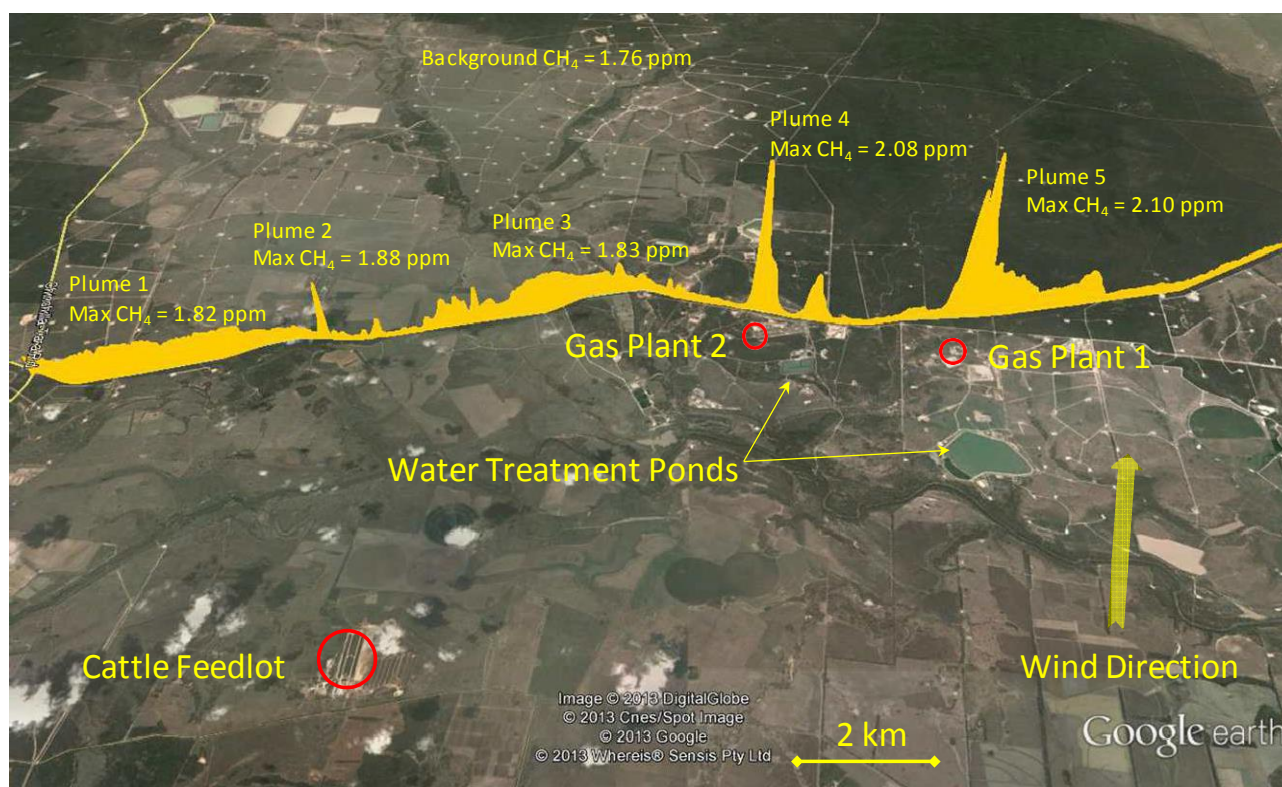 Background CH₄ = 1.76 ppm
Plume 4
Max CH₄ = 2.08 ppm
Plume 5
Max CH₄ = 2.10 ppm
Plume 3
Max CH₄ = 1.83 ppm
Plume 2
Max CH₄ = 1.88 ppm
Plume 1
Max CH₄ = 1.82 ppm
Gas Plant 2
Gas Plant 1
Water Treatment Ponds
Cattle Feedlot
Wind Direction
Image © 2013 DigitalGlobe
© 2013 Cnes/Spot Image
© 2013 Google
© 2013 Whereis® Sensis Pty Ltd
2 km
Google earth